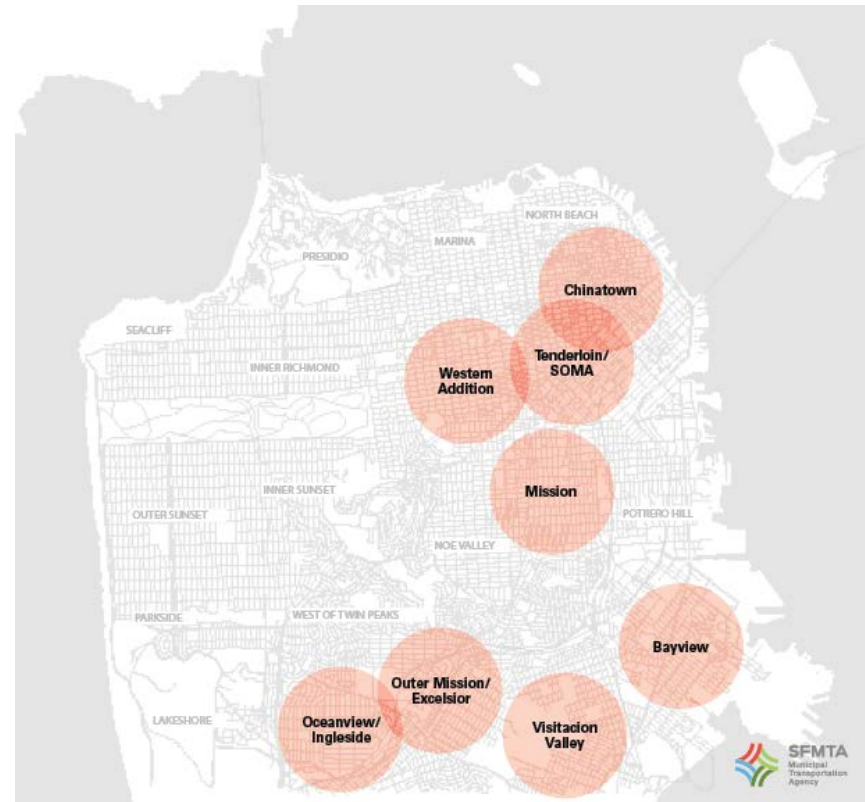 NORTH BEACH
MARINA
PRESIDIO
Chinatown
SEACLIFF
Tenderloin/
SOMA
INNER RICHMOND
Western
Addition
INNER SUNSET
Mission
OUTER SUNSET
POTRERO HILL
NOE VALLEY
PARKSIDE
WEST OF TWIN PEAKS
Bayview
Outer Mission/
Excelsior
LAKESHORE
Oceanview/
Ingleside
Visitacion
Valley
SFMTA
Municipal
Transportation
Agency